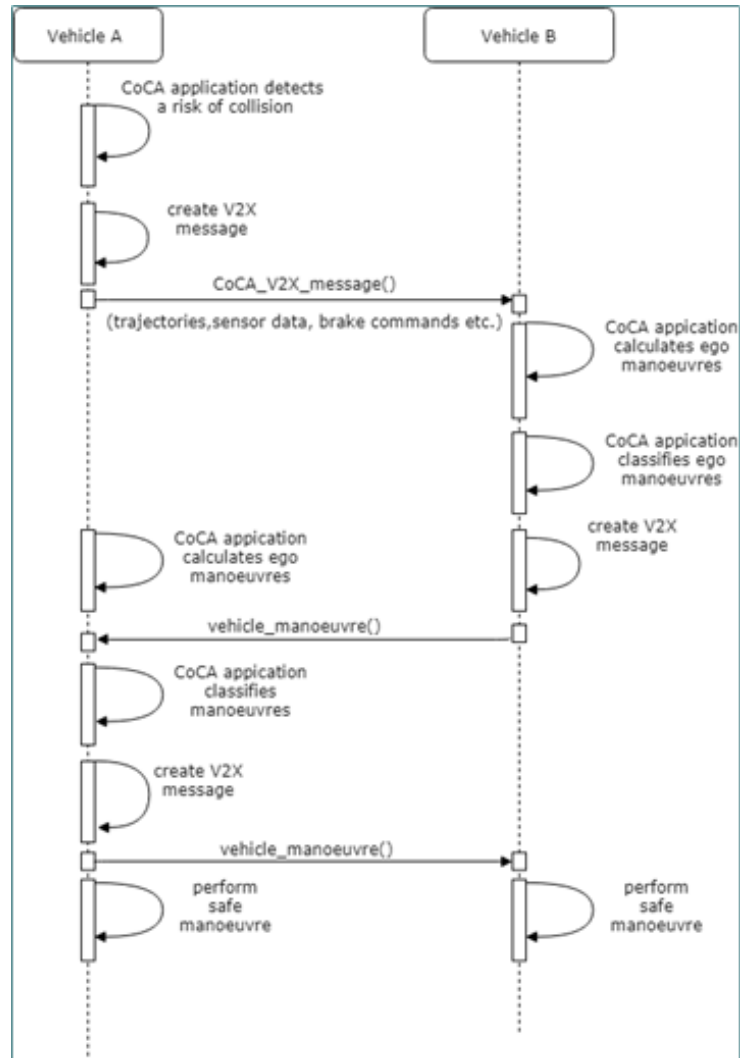 Vehicle A
Vehicle B
CoCA application detects
a risk of collision
create V2X
message
CoCA_V2X_message()
(trajectories,sensor data, brake commands etc.)
CoCA appication
calculates ego
manoeuvres
CoCA appication
classifies ego
manoeuvres
create V2X
message
CoCA appication
calculates ego
manoeuvres
vehicle_manoeuvre()
CoCA appication
classifies
manoeuvres
create V2X
message
vehicle_manoeuvre()
perform
safe
manoeuvre
perform
safe
manoeuvre